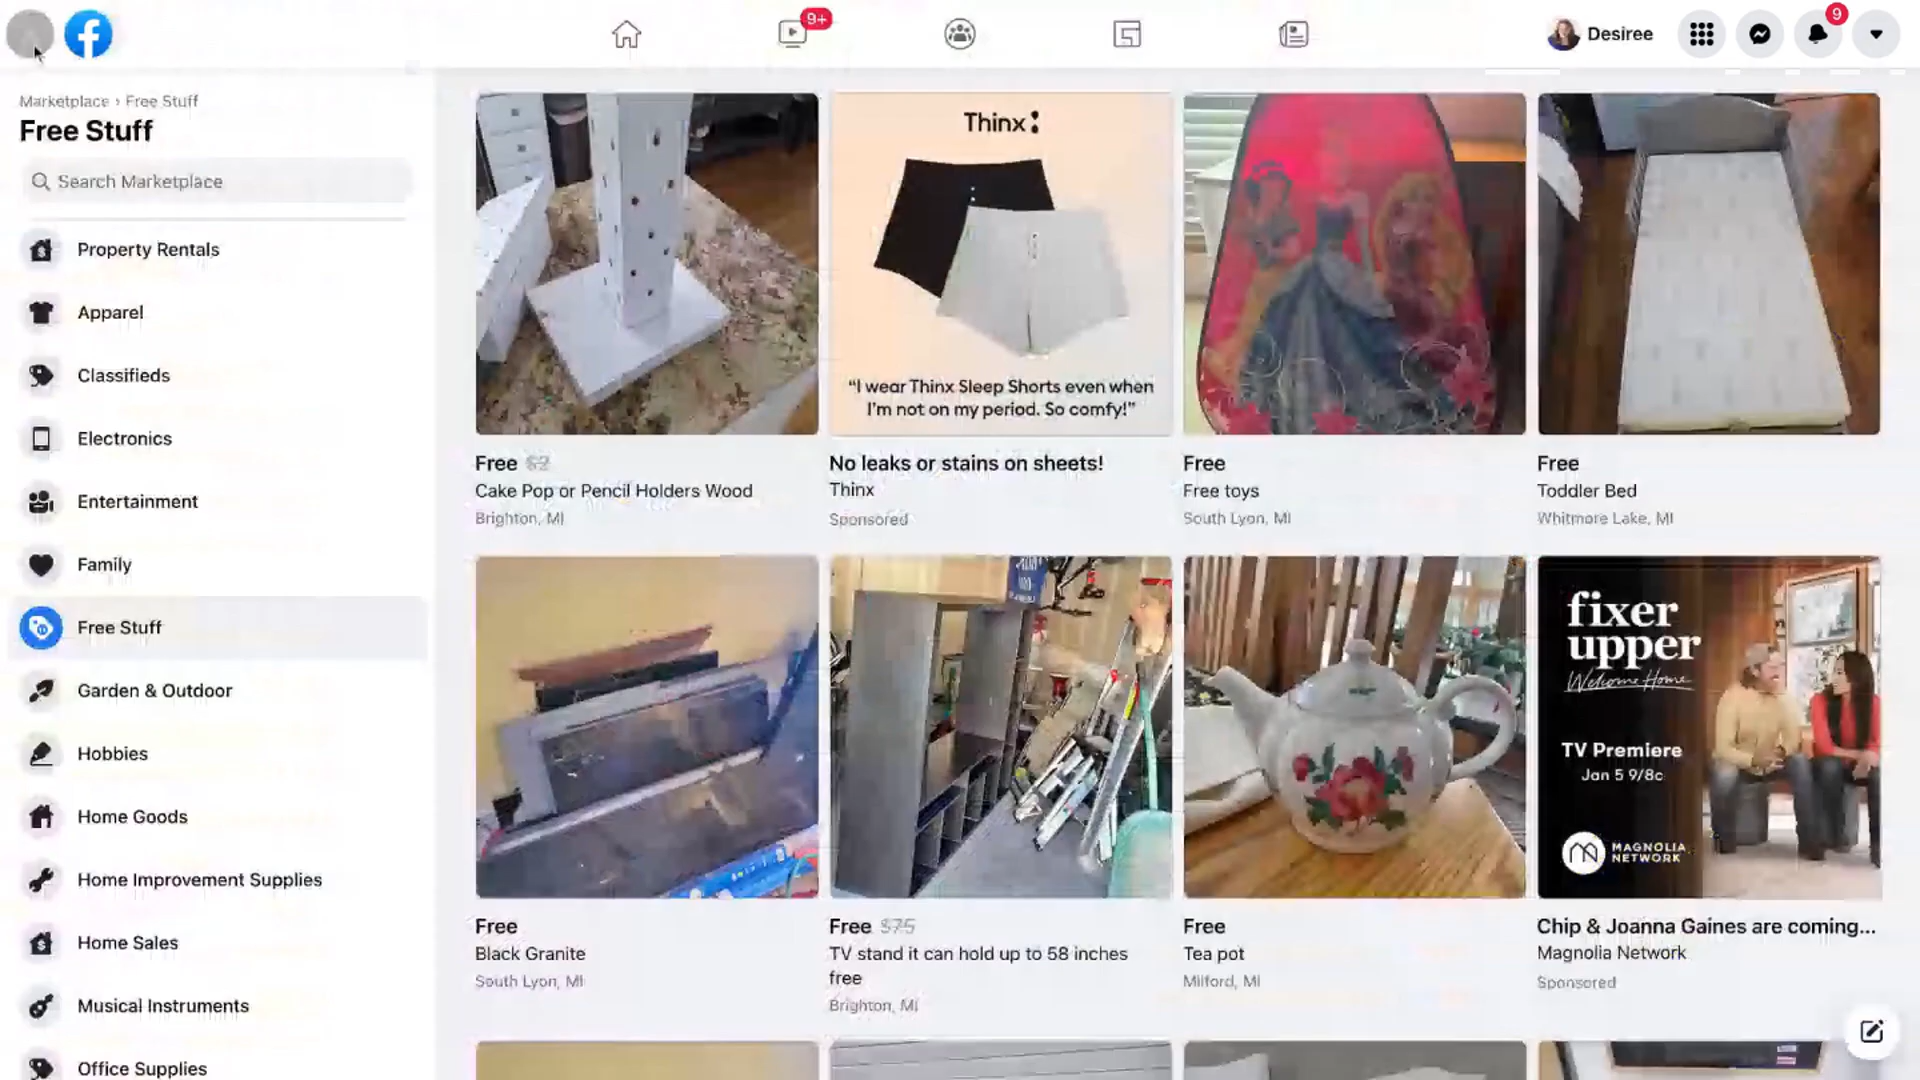 9+
Desiree
9
Marketplace › Free Stuff
Free Stuff
Search Marketplace
Property Rentals
Apparel
Classifieds
Electronics
Entertainment
Family
Free Stuff
Garden & Outdoor
Hobbies
Home Goods
Home Improvement Supplies
Home Sales
Musical Instruments
Office Supplies
Thinx:
“I wear Thinx Sleep Shorts even when
I’m not on my period. So comfy!”
Free $2
Cake Pop or Pencil Holders Wood
Brighton, MI
No leaks or stains on sheets!
Thinx
Sponsored
Free
Free toys
South Lyon, MI
Free
Toddler Bed
Whitmore Lake, MI
fixer
upper
Welcome Home
TV Premiere
Jan 5 9/8c
MAGNOLIA
NETWORK
Free
Black Granite
South Lyon, MI
Free $75
TV stand it can hold up to 58 inches
free
Brighton, MI
Free
Tea pot
Milford, MI
Chip & Joanna Gaines are coming...
Magnolia Network
Sponsored